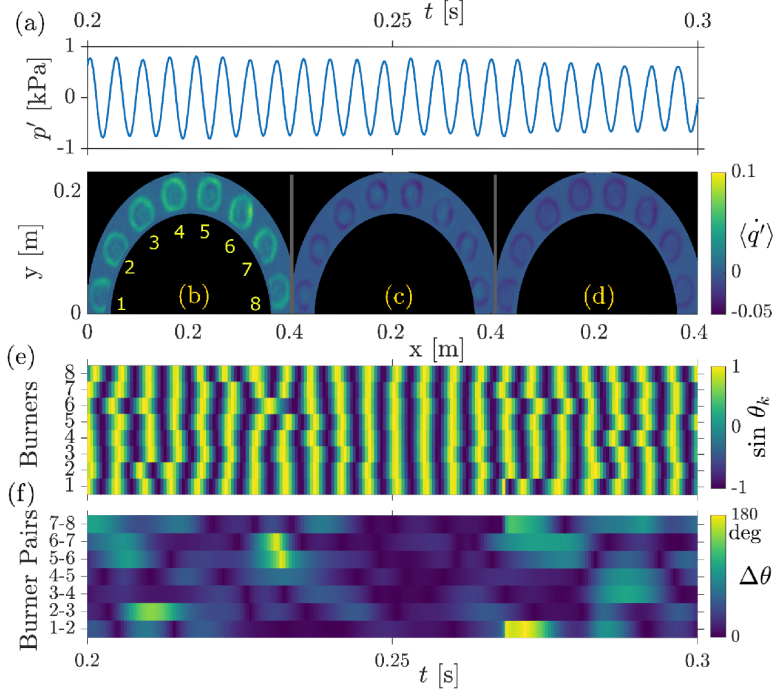 (a)
0.2 0.25 0.3
t [s]
p′ [kPa]
1
0
-1
y [m]
0.2
0
1 2 3 4 5 6 7 8
(b) (c) (d)
0.1
0
-0.05
⟨q̇′⟩
0 0.2 0.40 0.2 0.40 0.2 0.4
x [m]
(e)
Burners
8
7
6
5
4
3
2
1
1
0
-1
sin θk
(f)
Burner Pairs
7-8
6-7
5-6
4-5
3-4
2-3
1-2
180
deg
0
Δθ
0.2 0.25 0.3
t [s]